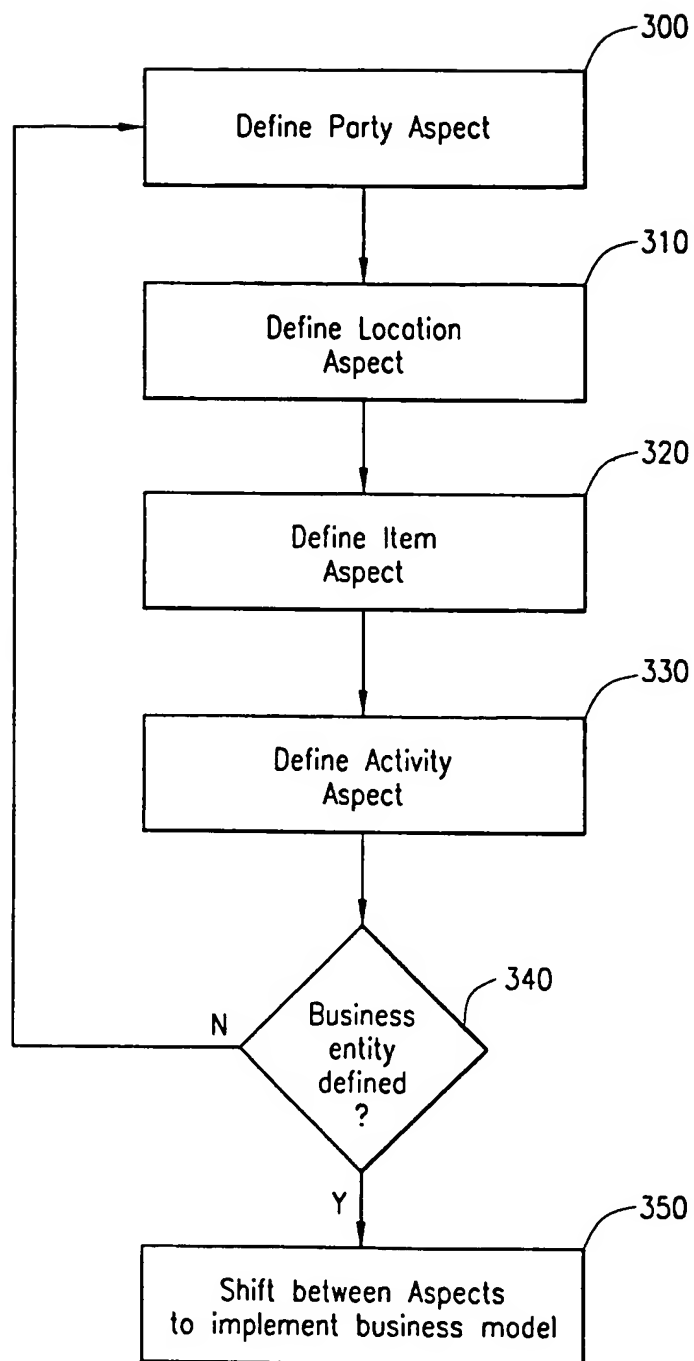 300
Define Party Aspect
310
Define Location
Aspect
320
Define Item
Aspect
330
Define Activity
Aspect
340
N
Business
entity
defined
?
Y
350
Shift between Aspects
to implement business model